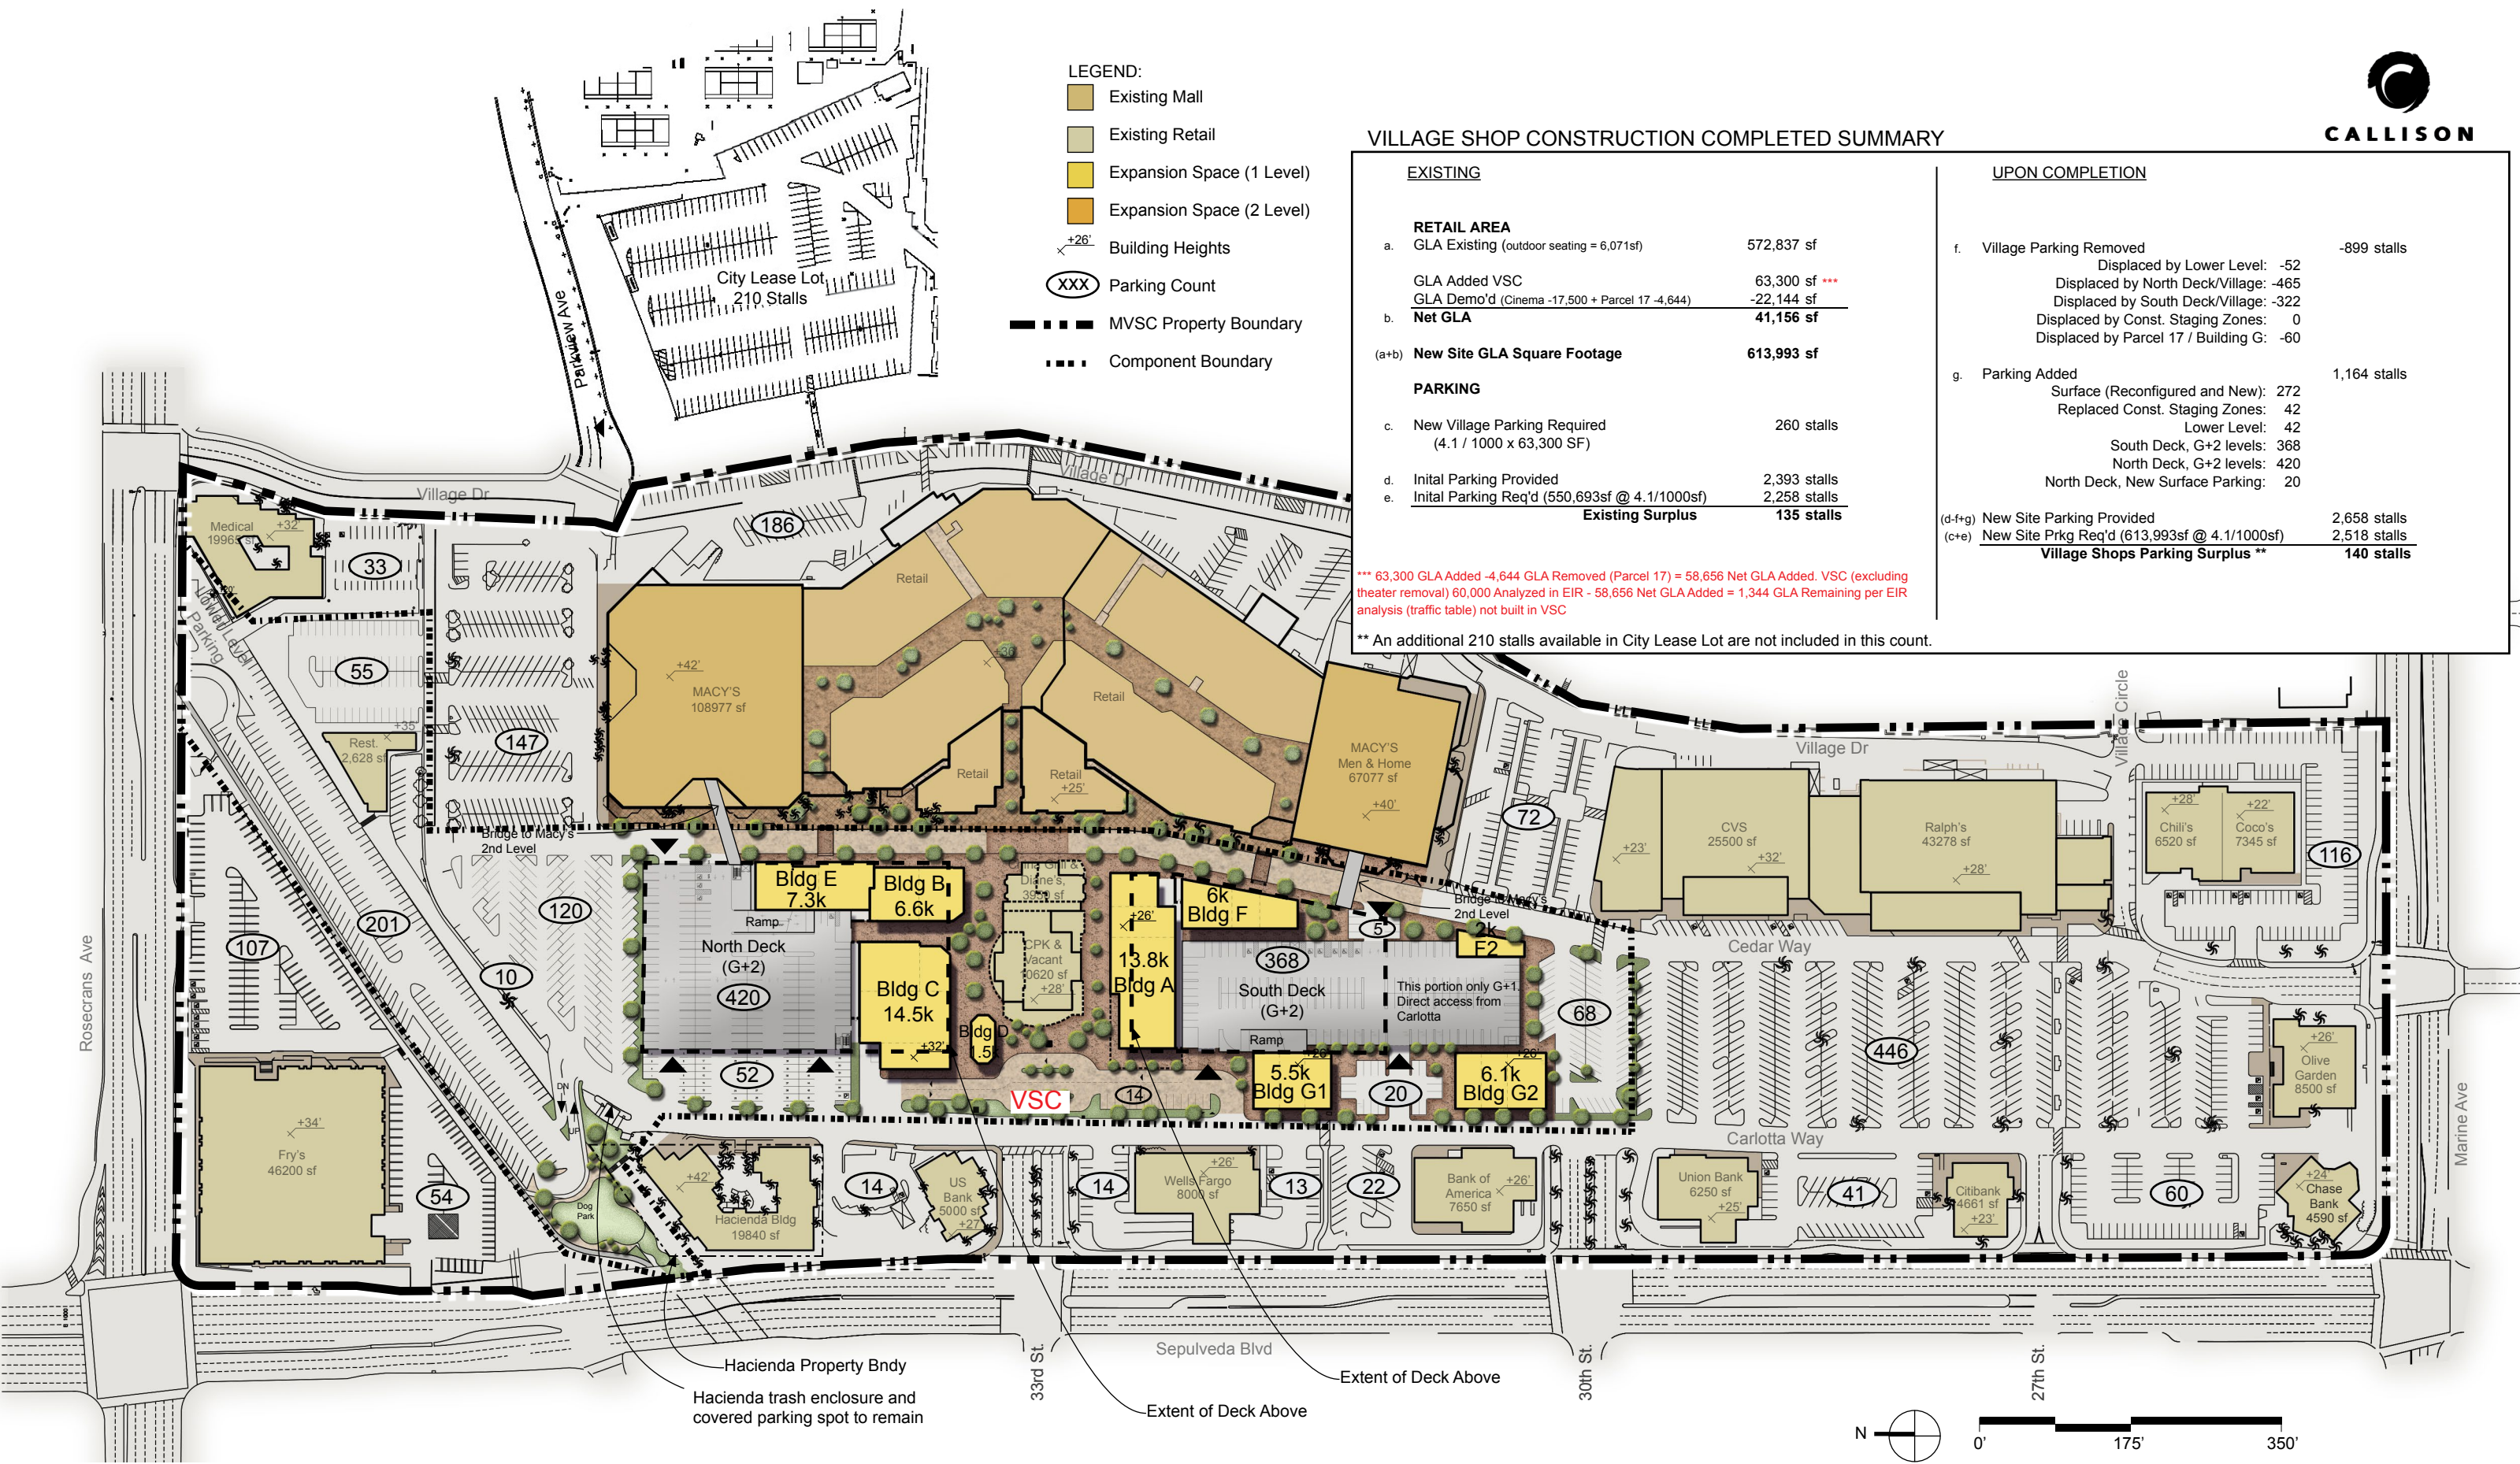 LEGEND:
Existing Mall
Existing Retail
Expansion Space (1 Level)
Expansion Space (2 Level)
+26' Building Heights
XXX Parking Count
MVSC Property Boundary
Component Boundary
CALLISON
VILLAGE SHOP CONSTRUCTION COMPLETED SUMMARY
EXISTING
RETAIL AREA
a. GLA Existing (outdoor seating = 6,071sf) 572,837 sf
GLA Added VSC 63,300 sf ***
GLA Demo'd (Cinema -17,500 + Parcel 17 -4,644) -22,144 sf
b. Net GLA 41,156 sf
(a+b) New Site GLA Square Footage 613,993 sf
PARKING
c. New Village Parking Required 260 stalls
(4.1 / 1000 x 63,300 SF)
d. Inital Parking Provided 2,393 stalls
e. Inital Parking Req'd (550,693sf @ 4.1/1000sf) 2,258 stalls
Existing Surplus 135 stalls
*** 63,300 GLA Added -4,644 GLA Removed (Parcel 17) = 58,656 Net GLA Added. VSC (excluding
theater removal) 60,000 Analyzed in EIR - 58,656 Net GLA Added = 1,344 GLA Remaining per EIR
analysis (traffic table) not built in VSC
** An additional 210 stalls available in City Lease Lot are not included in this count.
UPON COMPLETION
f. Village Parking Removed -899 stalls
Displaced by Lower Level: -52
Displaced by North Deck/Village: -465
Displaced by South Deck/Village: -322
Displaced by Const. Staging Zones: 0
Displaced by Parcel 17 / Building G: -60
g. Parking Added 1,164 stalls
Surface (Reconfigured and New): 272
Replaced Const. Staging Zones: 42
Lower Level: 42
South Deck, G+2 levels: 368
North Deck, G+2 levels: 420
North Deck, New Surface Parking: 20
(d-f+g) New Site Parking Provided 2,658 stalls
(c+e) New Site Prkg Req'd (613,993sf @ 4.1/1000sf) 2,518 stalls
Village Shops Parking Surplus ** 140 stalls
City Lease Lot
210 Stalls
Parkview Ave
Village Dr
Village Dr
Village Dr
Village Circle
Medical
+32'
33
186
Lower Level
Parking
55
+35'
Rest.
2,628 sf
147
+42'
MACY'S
108977 sf
Retail
Retail
Retail
Retail
+25'
MACY'S
Men & Home
67077 sf
+40'
72
+23'
CVS
25500 sf
+32'
Ralph's
43278 sf
+28'
+28'
Chili's
6520 sf
+22'
Coco's
7345 sf
116
Bridge to Macy's
2nd Level
Rosecrans Ave
107
201
120
10
Ramp
North Deck
(G+2)
420
Bldg E
7.3k
Bldg B
6.6k
Bldg C
14.5k
+32'
Diane's,
CPK &
Vacant
+28'
+26'
13.8k
Bldg A
6k
Bldg F
Bridge to Macy's
2nd Level
5
2k
F2
368
South Deck
(G+2)
This portion only G+1.
Direct access from
Carlotta
Ramp
68
Cedar Way
446
+26'
Olive
Garden
8500 sf
Marine Ave
52
VSC
14
5.5k
Bldg G1
20
6.1k
Bldg G2
Carlotta Way
+34'
Fry's
46200 sf
54
DN
UP
Dog
Park
+42'
Hacienda Bldg
19840 sf
14
US
Bank
5000 sf
+27'
14
+26'
Wells Fargo
8000 sf
13
22
Bank of
America
7650 sf
+26'
Union Bank
6250 sf
+25'
41
Citibank
4661 sf
+23'
60
+24'
Chase
Bank
4590 sf
Hacienda Property Bndy
Hacienda trash enclosure and
covered parking spot to remain
33rd St.
Extent of Deck Above
Sepulveda Blvd
Extent of Deck Above
30th St.
27th St.
N
0'
175'
350'